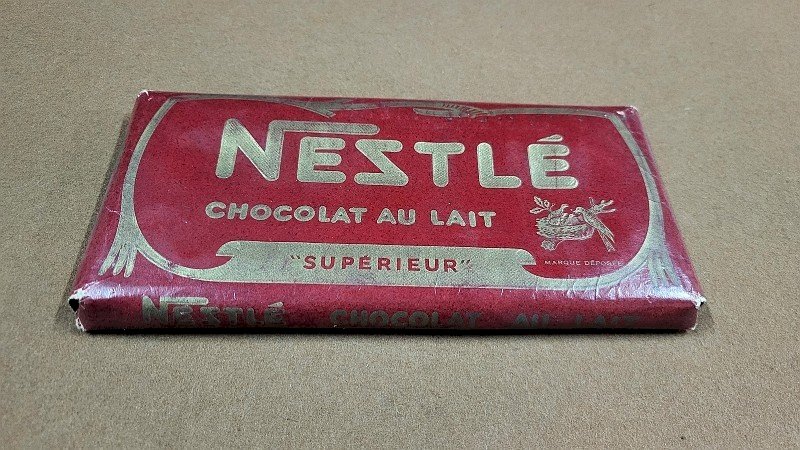 NESTLÉ
CHOCOLAT AU LAIT
"SUPÉRIEUR"
MARQUE DÉPOSÉE
NESTLÉ CHOCOLAT AU LAIT